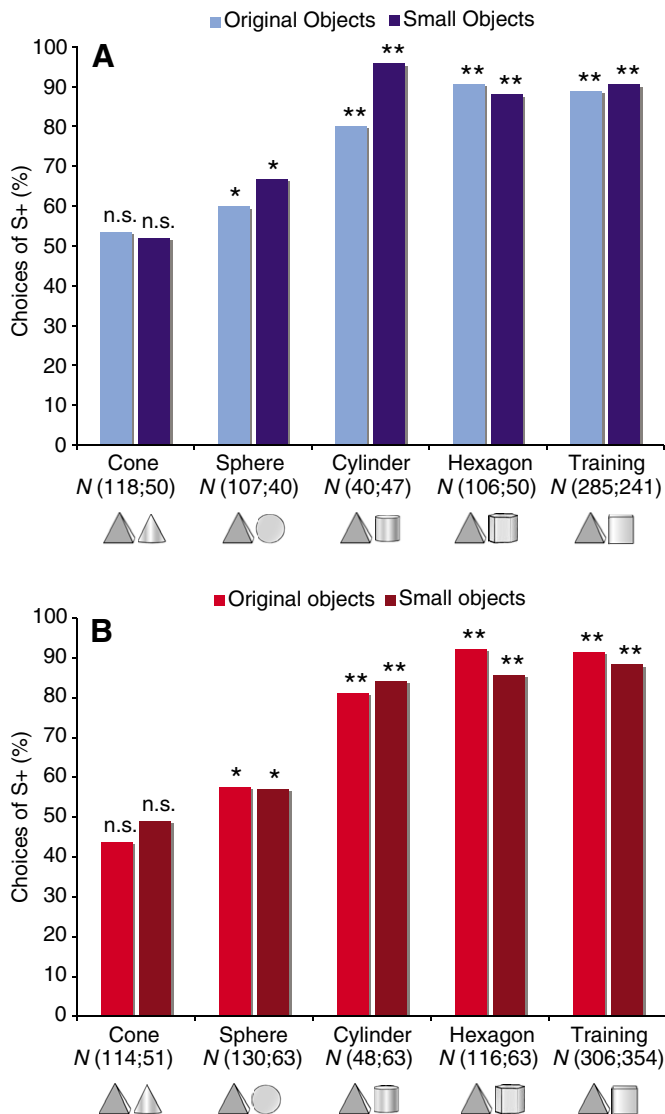 Original Objects Small Objects
A
Choices of S+ (%)
100
90
80
70
60
50
40
30
20
10
0
n.s. n.s.
* *
** **
** **
** **
Cone Sphere Cylinder Hexagon Training
N (118;50) N (107;40) N (40;47) N (106;50) N (285;241)
Original objects Small objects
B
Choices of S+ (%)
100
90
80
70
60
50
40
30
20
10
0
n.s. n.s.
* *
** **
** **
** **
Cone Sphere Cylinder Hexagon Training
N (114;51) N (130;63) N (48;63) N (116;63) N (306;354)